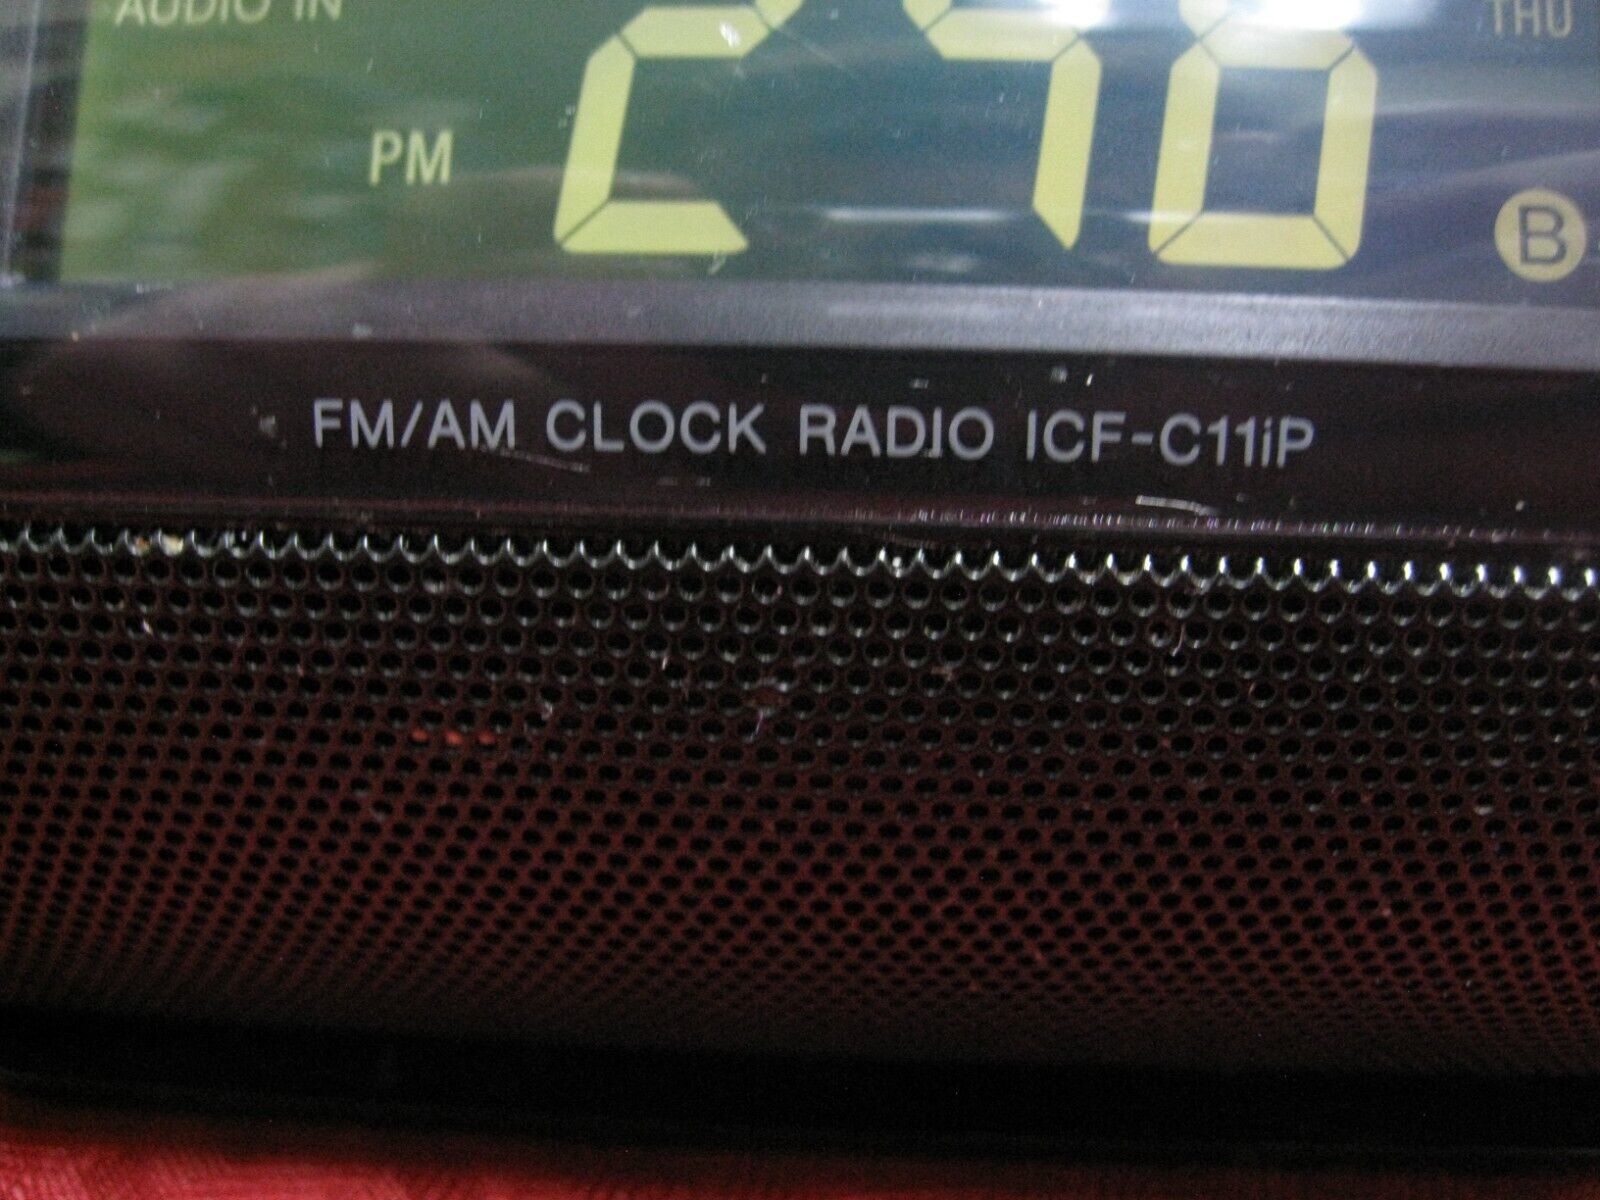 AUDIO IN
THU
PM
B
FM/AM CLOCK RADIO ICF-C11iP